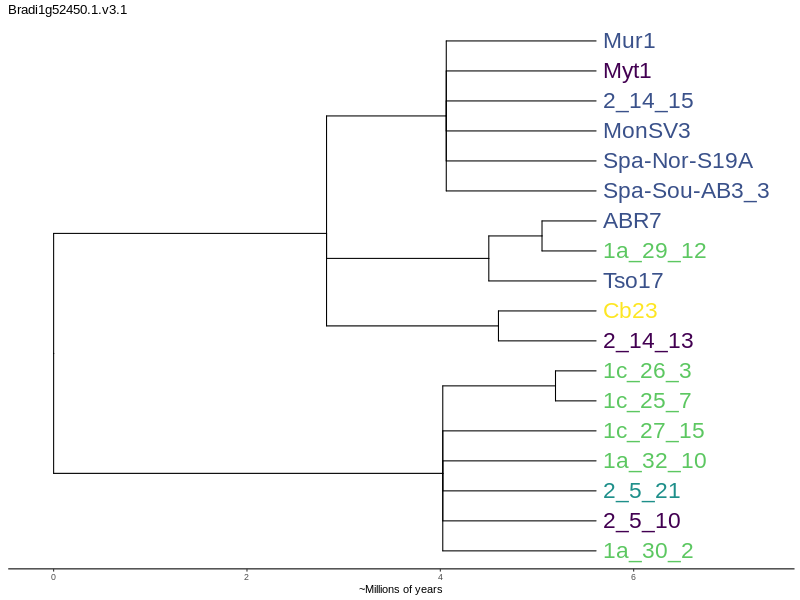 Bradi1g52450.1.v3.1
Mur1
Myt1
2_14_15
MonSV3
Spa-Nor-S19A
Spa-Sou-AB3_3
ABR7
1a_29_12
Tso17
Cb23
2_14_13
1c_26_3
1c_25_7
1c_27_15
1a_32_10
2_5_21
2_5_10
1a_30_2
0 2 4 6
~Millions of years